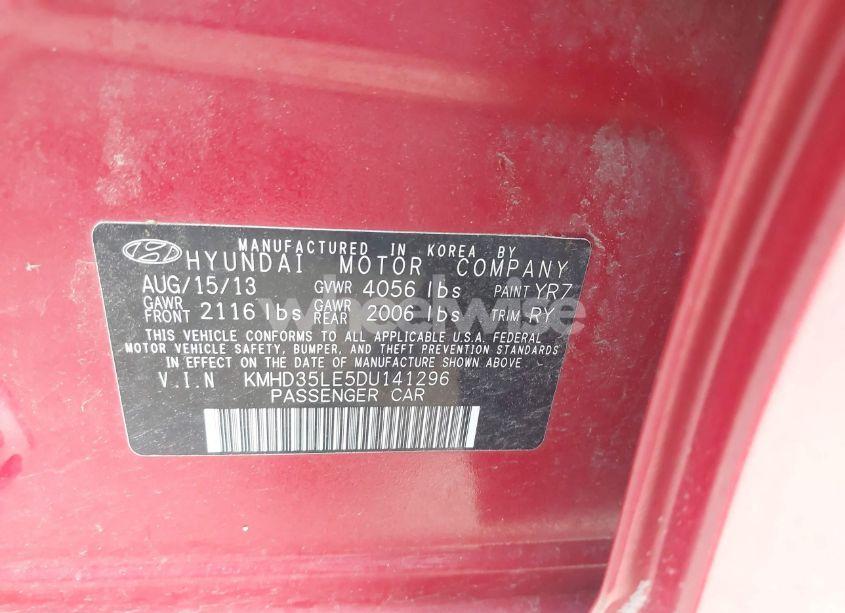 MANUFACTURED IN KOREA BY
HYUNDAI MOTOR COMPANY
AUG/15/13 GVWR 4056 lbs PAINT YR7
GAWR FRONT 2116 lbs GAWR REAR 2006 lbs TRIM RY
THIS VEHICLE CONFORMS TO ALL APPLICABLE U.S. FEDERAL
MOTOR VEHICLE SAFETY, BUMPER, AND THEFT PREVENTION STANDARDS
IN EFFECT ON THE DATE OF MANUFACTURE SHOWN ABOVE
V.I.N KMHD35LE5DU141296
PASSENGER CAR
wheelwise